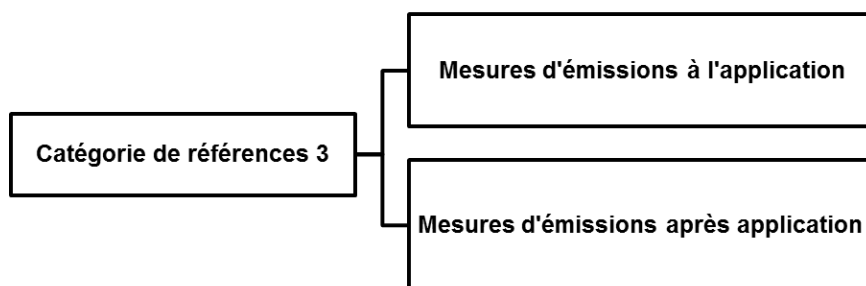 Catégorie de références 3
Mesures d'émissions à l'application
Mesures d'émissions après application